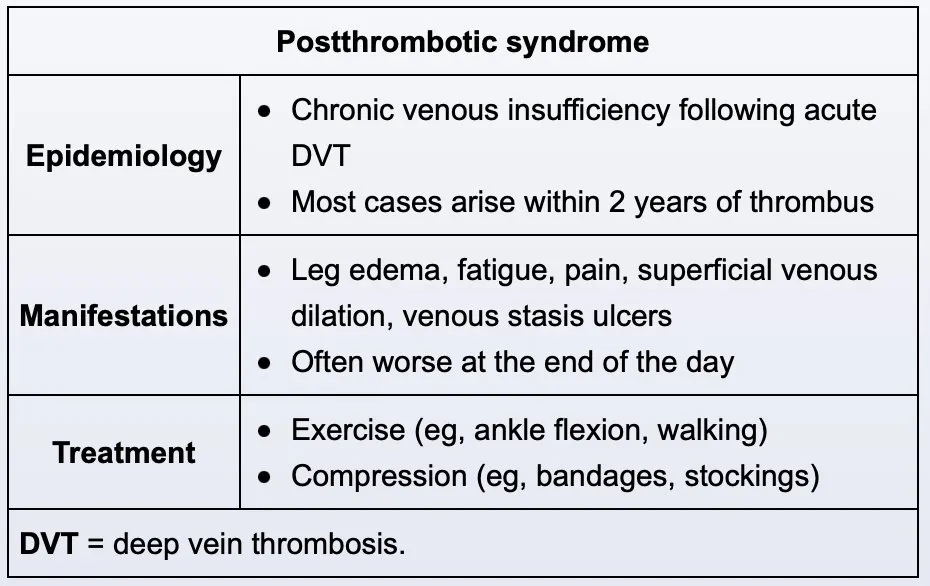 Postthrombotic syndrome
Epidemiology
● Chronic venous insufficiency following acute
DVT
● Most cases arise within 2 years of thrombus
Manifestations
● Leg edema, fatigue, pain, superficial venous
dilation, venous stasis ulcers
● Often worse at the end of the day
Treatment
● Exercise (eg, ankle flexion, walking)
● Compression (eg, bandages, stockings)
DVT = deep vein thrombosis.